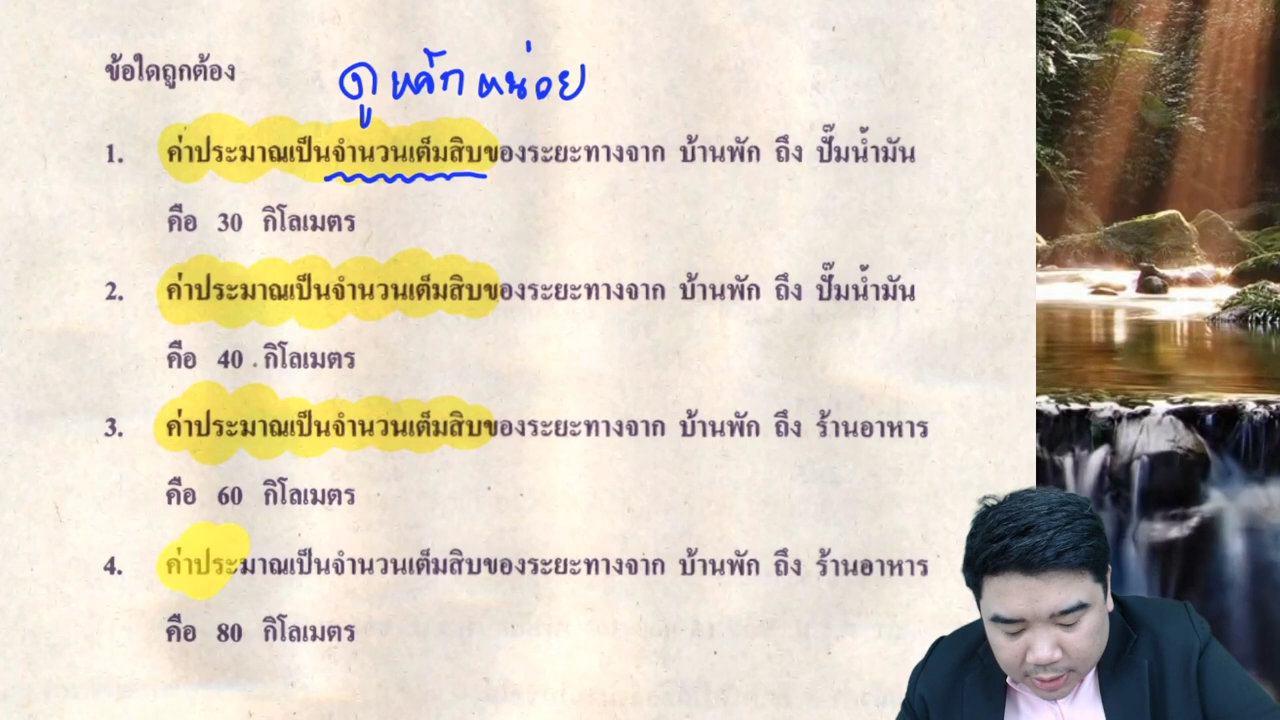 ข้อใดถูกต้อง
ดูหลักหน่วย
1. ค่าประมาณเป็นจำนวนเต็มสิบของระยะทางจาก บ้านพัก ถึง ปั๊มน้ำมัน
คือ 30 กิโลเมตร
2. ค่าประมาณเป็นจำนวนเต็มสิบของระยะทางจาก บ้านพัก ถึง ปั๊มน้ำมัน
คือ 40 กิโลเมตร
3. ค่าประมาณเป็นจำนวนเต็มสิบของระยะทางจาก บ้านพัก ถึง ร้านอาหาร
คือ 60 กิโลเมตร
4. ค่าประมาณเป็นจำนวนเต็มสิบของระยะทางจาก บ้านพัก ถึง ร้านอาหาร
คือ 80 กิโลเมตร